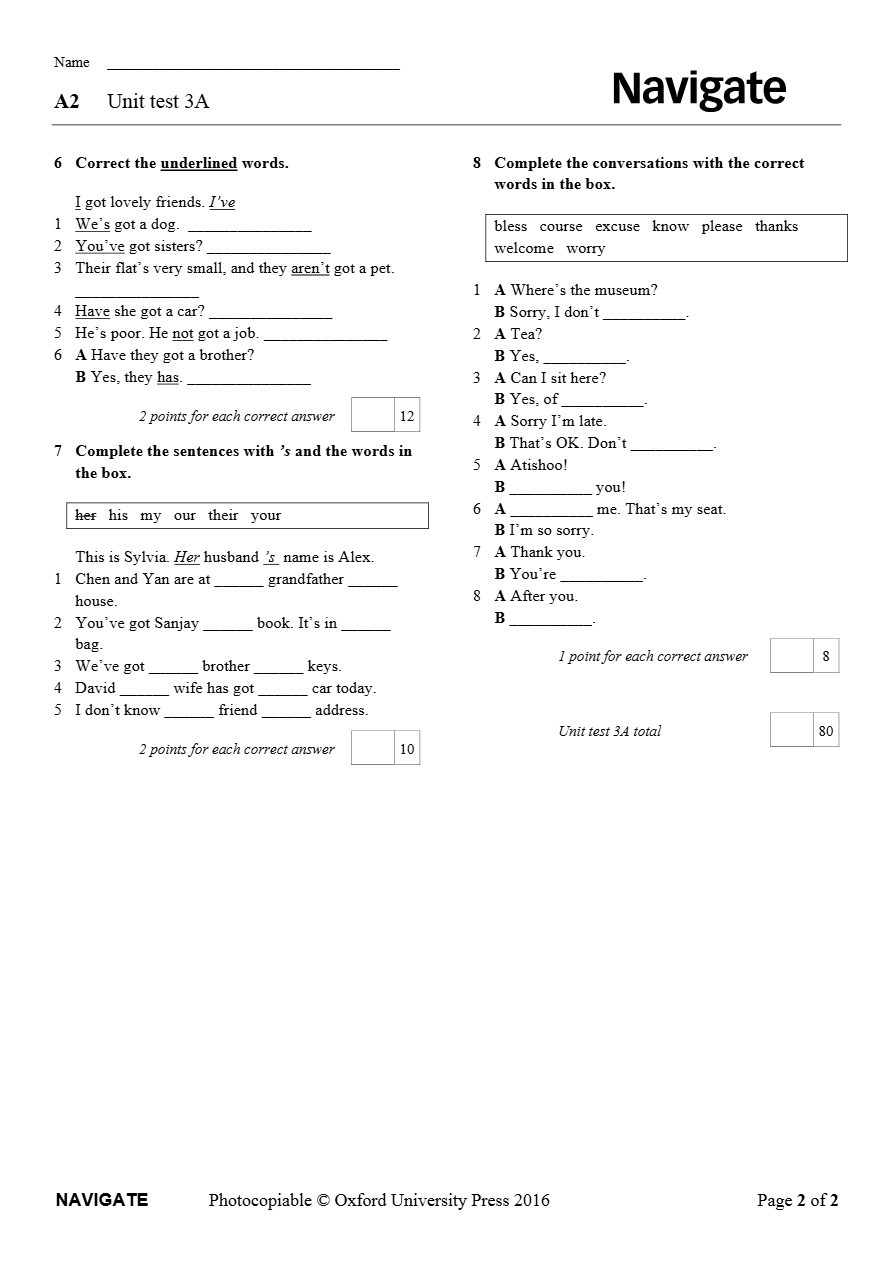 Name ____________________________________
A2 Unit test 3A
Navigate
6 Correct the underlined words.
I got lovely friends. I’ve
1 We’s got a dog. _______________
2 You’ve got sisters? _______________
3 Their flat’s very small, and they aren’t got a pet.
_______________
4 Have she got a car? _______________
5 He’s poor. He not got a job. _______________
6 A Have they got a brother?
B Yes, they has. _______________
2 points for each correct answer 12
7 Complete the sentences with ’s and the words in
the box.
her his my our their your
This is Sylvia. Her husband ’s name is Alex.
1 Chen and Yan are at ______ grandfather ______
house.
2 You’ve got Sanjay ______ book. It’s in ______
bag.
3 We’ve got ______ brother ______ keys.
4 David ______ wife has got ______ car today.
5 I don’t know ______ friend ______ address.
2 points for each correct answer 10
8 Complete the conversations with the correct
words in the box.
bless course excuse know please thanks
welcome worry
1 A Where’s the museum?
B Sorry, I don’t __________.
2 A Tea?
B Yes, __________.
3 A Can I sit here?
B Yes, of __________.
4 A Sorry I’m late.
B That’s OK. Don’t __________.
5 A Atishoo!
B __________ you!
6 A __________ me. That’s my seat.
B I’m so sorry.
7 A Thank you.
B You’re __________.
8 A After you.
B __________.
1 point for each correct answer 8
Unit test 3A total 80
NAVIGATE Photocopiable © Oxford University Press 2016 Page 2 of 2